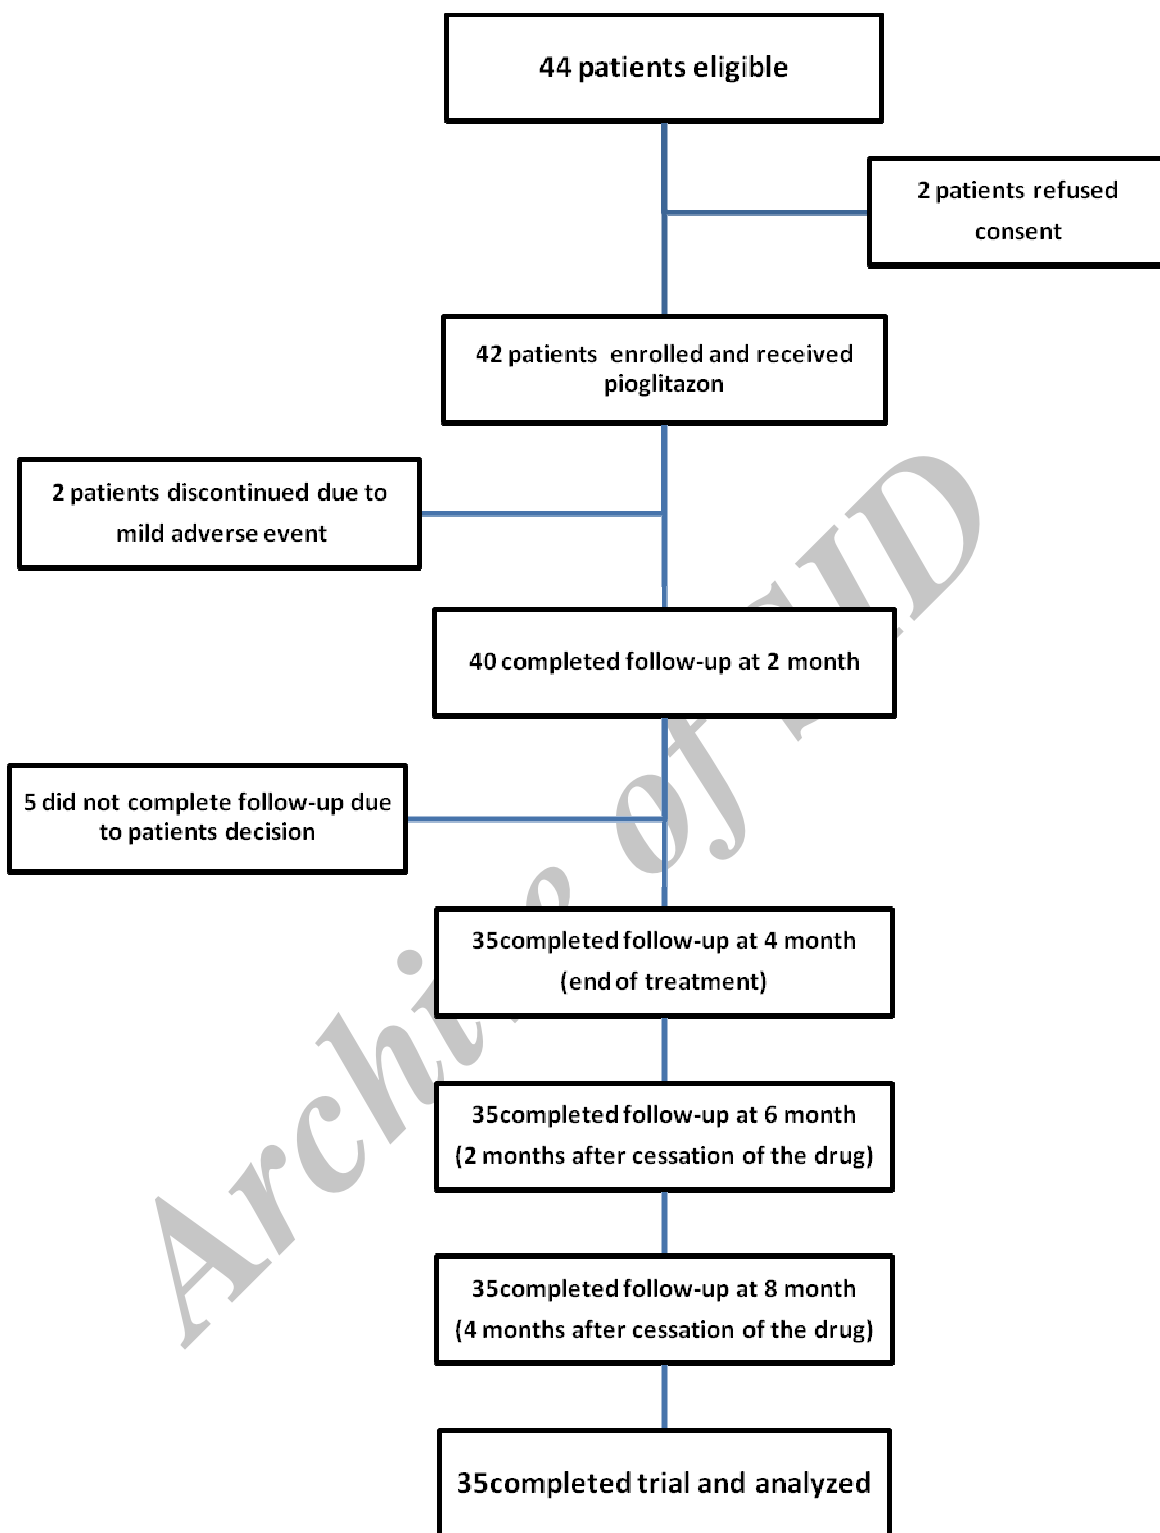 44 patients eligible
2 patients refused
consent
42 patients enrolled and received
pioglitazon
2 patients discontinued due to
mild adverse event
40 completed follow-up at 2 month
5 did not complete follow-up due
to patients decision
35completed follow-up at 4 month
(end of treatment)
35completed follow-up at 6 month
(2 months after cessation of the drug)
35completed follow-up at 8 month
(4 months after cessation of the drug)
35completed trial and analyzed
Archive of SID